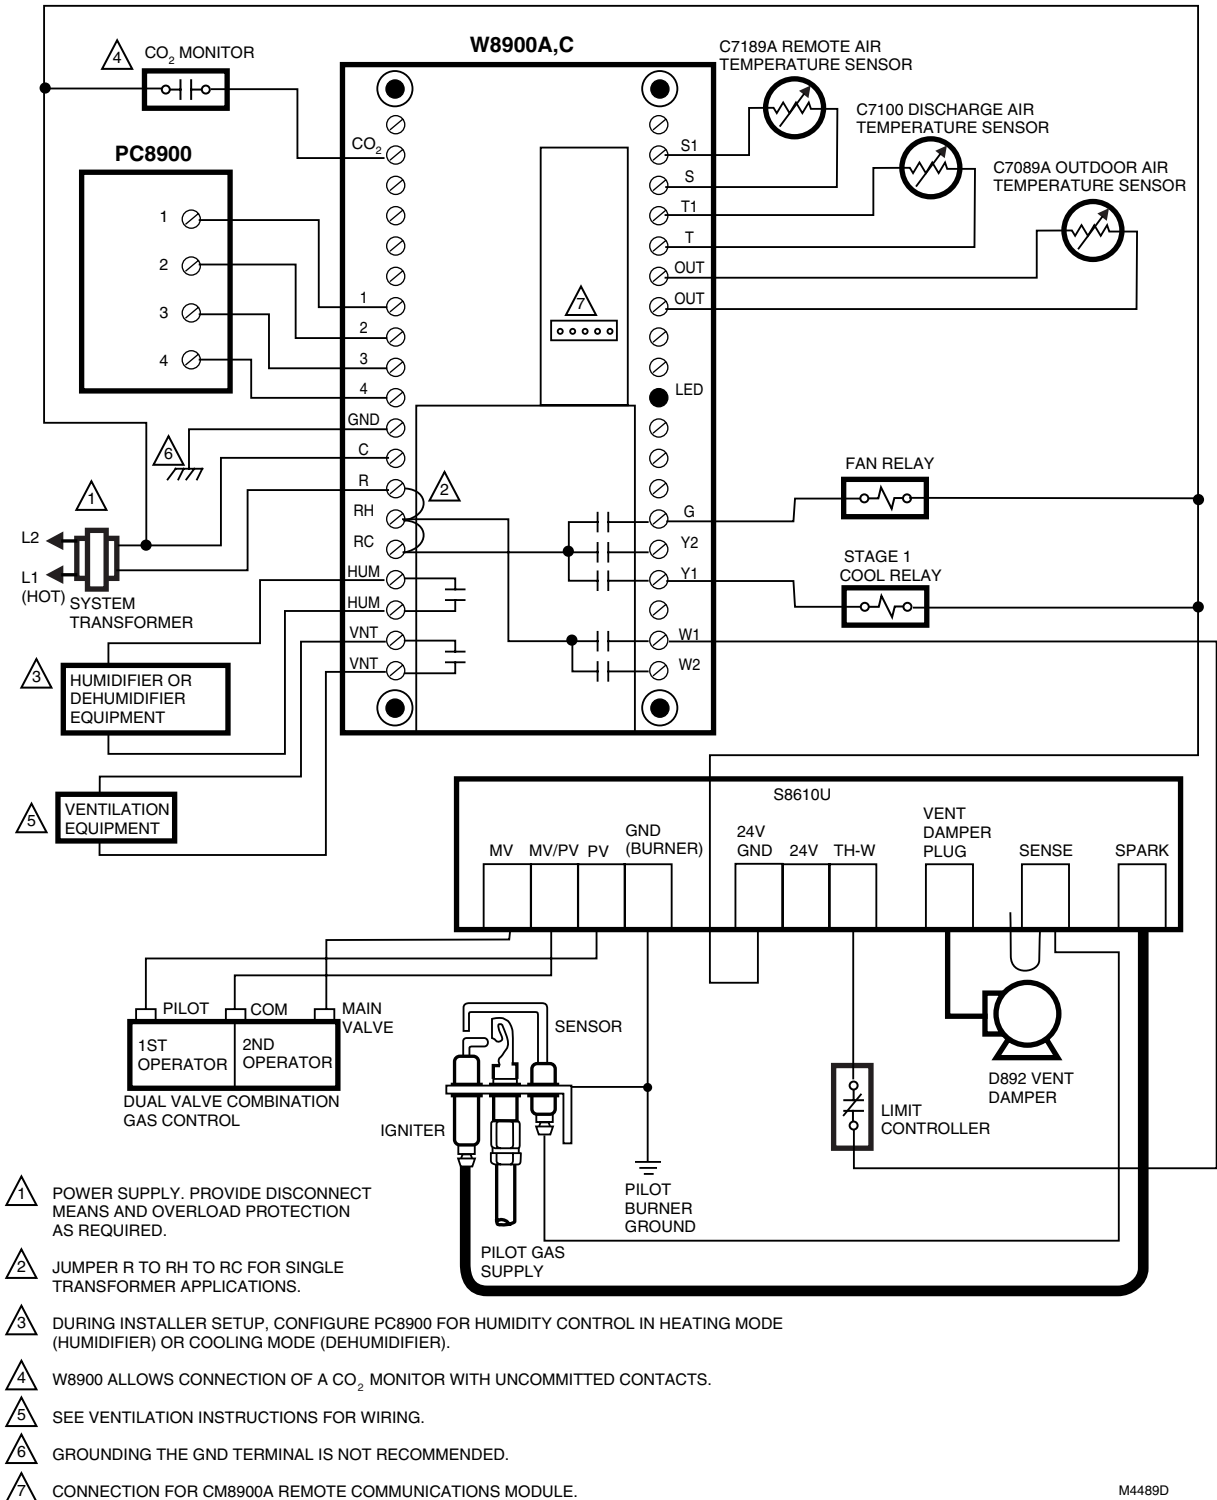 W8900A,C
4
CO2 MONITOR
C7189A REMOTE AIR
TEMPERATURE SENSOR
C7100 DISCHARGE AIR
TEMPERATURE SENSOR
C7089A OUTDOOR AIR
TEMPERATURE SENSOR
PC8900
1
2
3
4
CO2
1
2
3
4
GND
C
R
RH
RC
HUM
HUM
VNT
VNT
7
2
S1
S
T1
T
OUT
OUT
LED
G
Y2
Y1
W1
W2
6
1
L2
L1
(HOT)
SYSTEM
TRANSFORMER
FAN RELAY
STAGE 1
COOL RELAY
3
HUMIDIFIER OR
DEHUMIDIFIER
EQUIPMENT
5
VENTILATION
EQUIPMENT
S8610U
MV
MV/PV
PV
GND
(BURNER)
24V
GND
24V
TH-W
VENT
DAMPER
PLUG
SENSE
SPARK
PILOT
COM
MAIN
VALVE
1ST
OPERATOR
2ND
OPERATOR
DUAL VALVE COMBINATION
GAS CONTROL
SENSOR
IGNITER
PILOT GAS
SUPPLY
PILOT
BURNER
GROUND
LIMIT
CONTROLLER
D892 VENT
DAMPER
1 POWER SUPPLY. PROVIDE DISCONNECT
MEANS AND OVERLOAD PROTECTION
AS REQUIRED.
2 JUMPER R TO RH TO RC FOR SINGLE
TRANSFORMER APPLICATIONS.
3 DURING INSTALLER SETUP, CONFIGURE PC8900 FOR HUMIDITY CONTROL IN HEATING MODE
(HUMIDIFIER) OR COOLING MODE (DEHUMIDIFIER).
4 W8900 ALLOWS CONNECTION OF A CO2 MONITOR WITH UNCOMMITTED CONTACTS.
5 SEE VENTILATION INSTRUCTIONS FOR WIRING.
6 GROUNDING THE GND TERMINAL IS NOT RECOMMENDED.
7 CONNECTION FOR CM8900A REMOTE COMMUNICATIONS MODULE.
M4489D